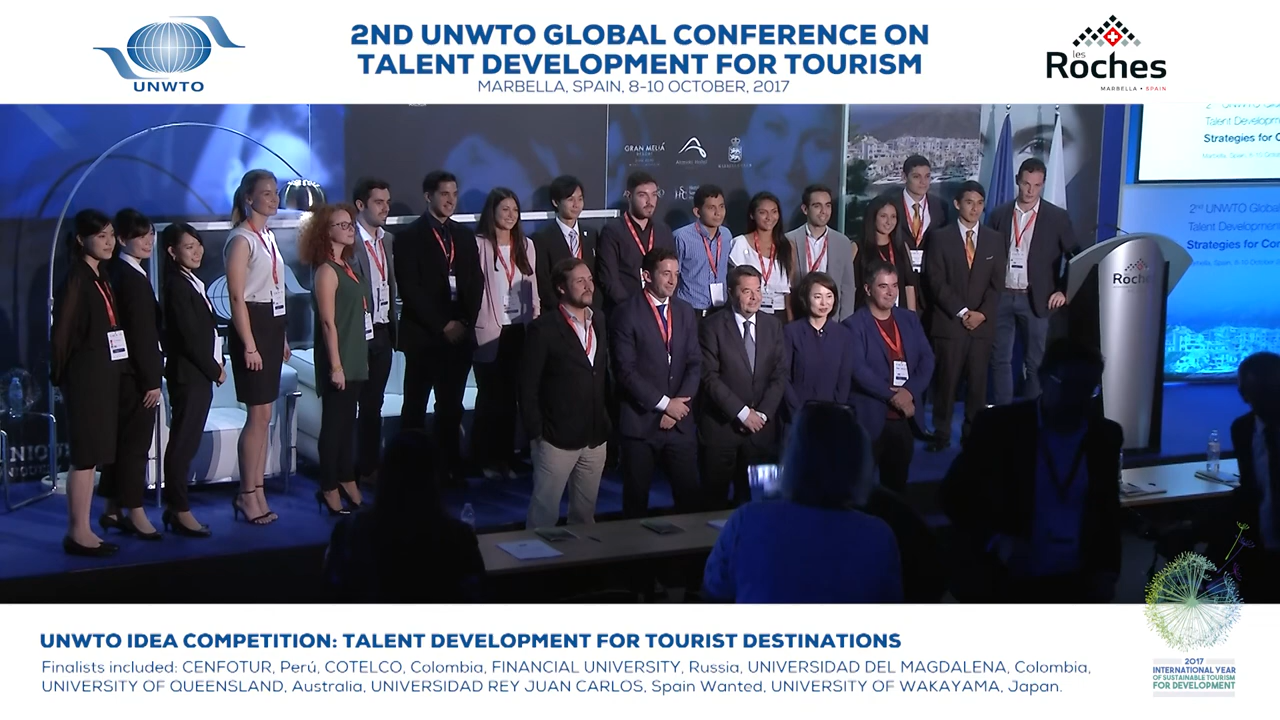 UNWTO
2ND UNWTO GLOBAL CONFERENCE ON
TALENT DEVELOPMENT FOR TOURISM
MARBELLA, SPAIN, 8-10 OCTOBER, 2017
les
Roches
MARBELLA • SPAIN
GRAN MELIÁ
Talent Developm
Strategies for Co
2nd UNWTO Global
Talent Developm
Strategies for Con
Roches
UNWTO IDEA COMPETITION: TALENT DEVELOPMENT FOR TOURIST DESTINATIONS
Finalists included: CENFOTUR, Perú, COTELCO, Colombia, FINANCIAL UNIVERSITY, Russia, UNIVERSIDAD DEL MAGDALENA, Colombia,
UNIVERSITY OF QUEENSLAND, Australia, UNIVERSIDAD REY JUAN CARLOS, Spain Wanted, UNIVERSITY OF WAKAYAMA, Japan.
2017
INTERNATIONAL YEAR
OF SUSTAINABLE TOURISM
FOR DEVELOPMENT